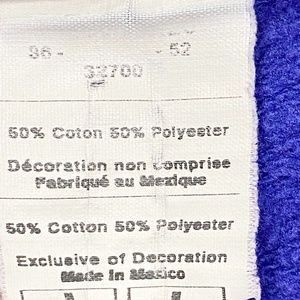 96- 52
32700
50% Coton 50% Polyester
Décoration non comprise
Fabriqué au Mexique
50% Cotton 50% Polyester
Exclusive of Decoration
Made in Mexico